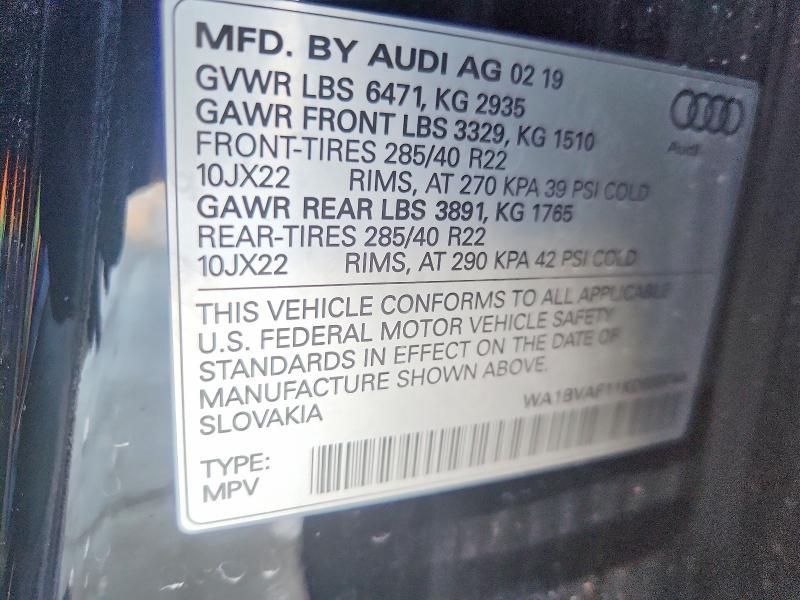 MFD. BY AUDI AG 02 19
GVWR LBS 6471, KG 2935
GAWR FRONT LBS 3329, KG 1510
FRONT-TIRES 285/40 R22
10JX22 RIMS, AT 270 KPA 39 PSI COLD
GAWR REAR LBS 3891, KG 1765
REAR-TIRES 285/40 R22
10JX22 RIMS, AT 290 KPA 42 PSI COLD
Audi
THIS VEHICLE CONFORMS TO ALL APPLICABLE
U.S. FEDERAL MOTOR VEHICLE SAFETY
STANDARDS IN EFFECT ON THE DATE OF
MANUFACTURE SHOWN ABOVE.
SLOVAKIA
TYPE:
MPV